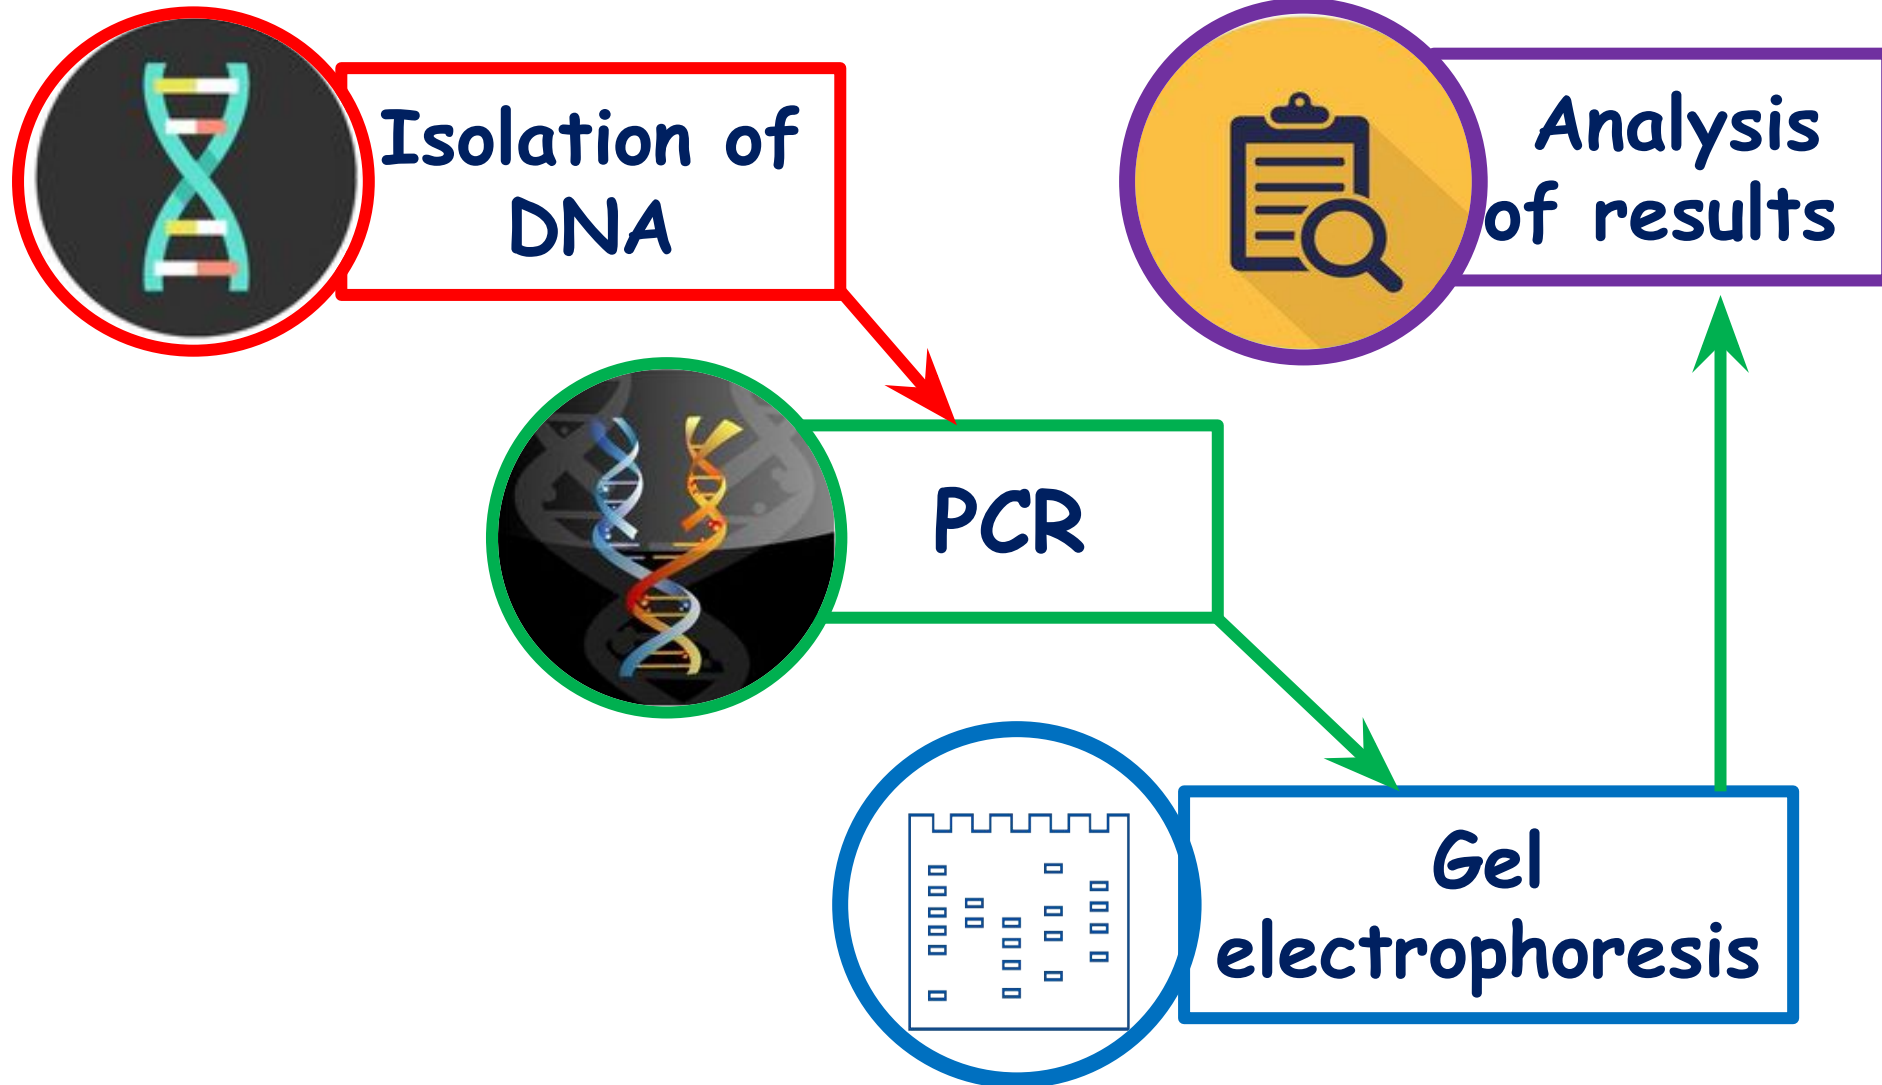 Isolation of
DNA
Analysis
of results
PCR
Gel
electrophoresis